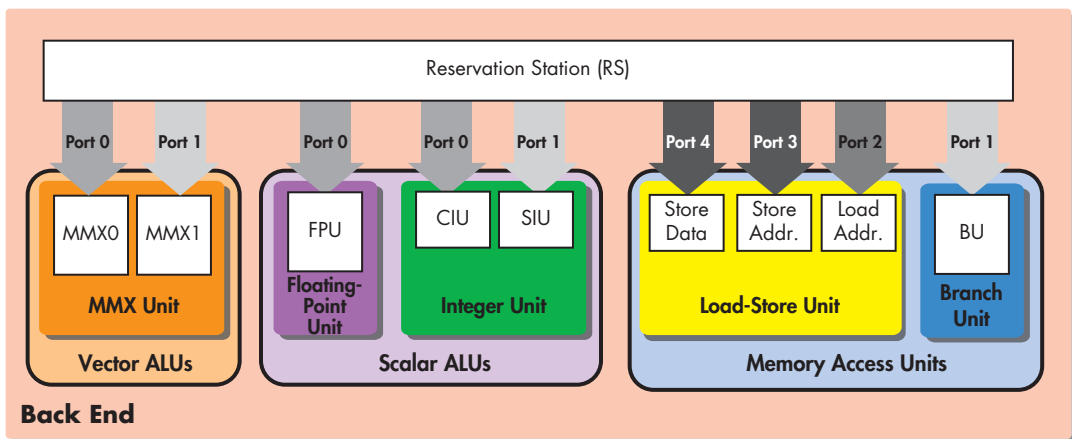 Reservation Station (RS)
Port 0
Port 1
Port 0
Port 0
Port 1
Port 4
Port 3
Port 2
Port 1
MMX0
MMX1
FPU
CIU
SIU
Store
Data
Store
Addr.
Load
Addr.
BU
MMX Unit
Floating-
Point
Unit
Integer Unit
Load-Store Unit
Branch
Unit
Vector ALUs
Scalar ALUs
Memory Access Units
Back End